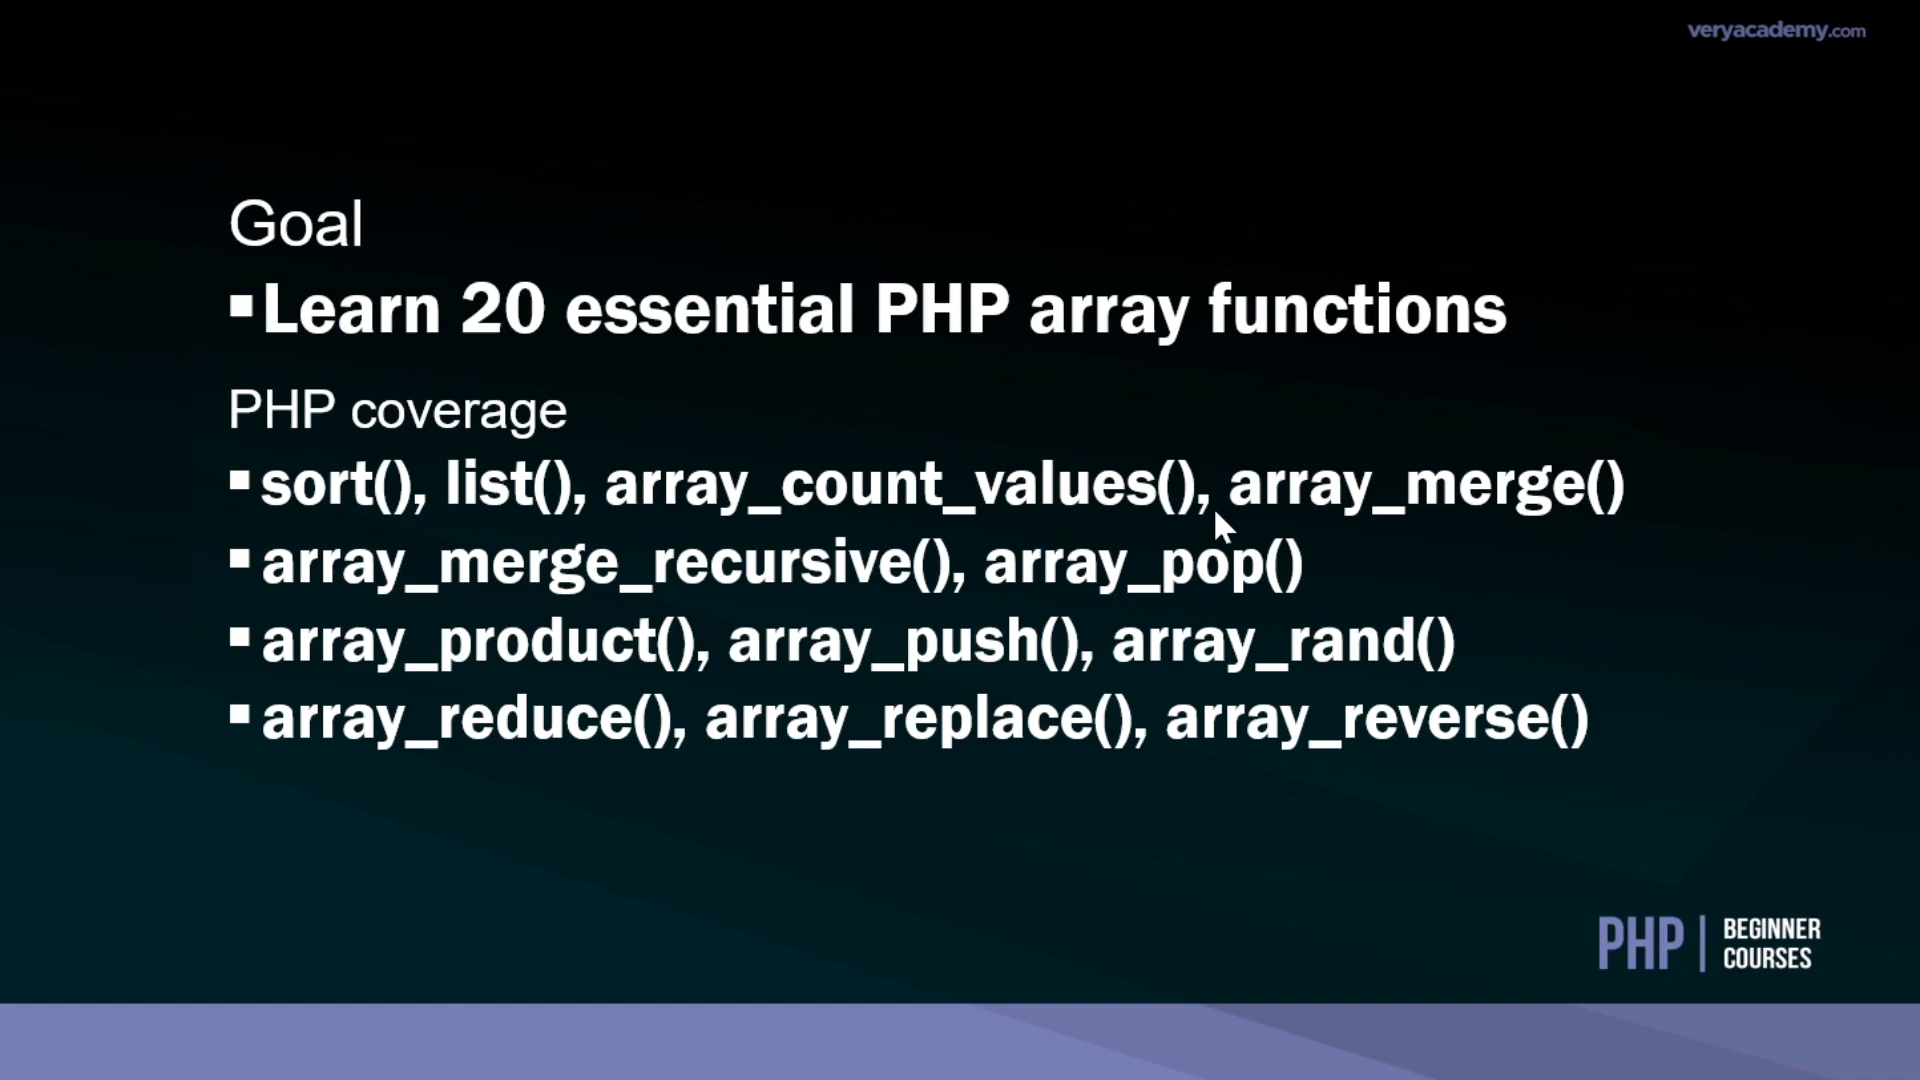 veryacademy.com
Goal
▪Learn 20 essential PHP array functions
PHP coverage
▪sort(), list(), array_count_values(), array_merge()
▪array_merge_recursive(), array_pop()
▪array_product(), array_push(), array_rand()
▪array_reduce(), array_replace(), array_reverse()
PHP | BEGINNER
COURSES